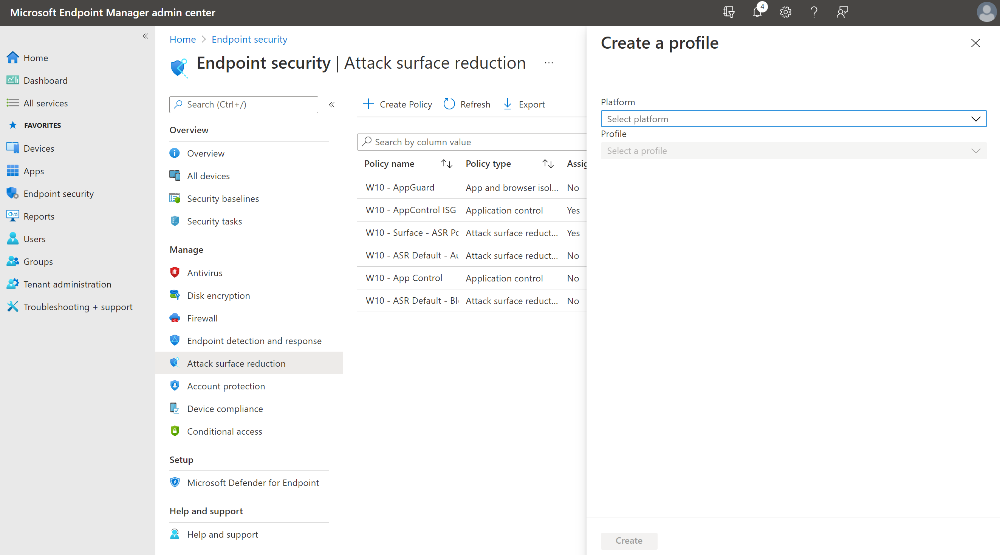 Microsoft Endpoint Manager admin center
4
Home
Dashboard
All services
FAVORITES
Devices
Apps
Endpoint security
Reports
Users
Groups
Tenant administration
Troubleshooting + support
Home > Endpoint security
Endpoint security | Attack surface reduction ...
Search (Ctrl+/)
Overview
Overview
All devices
Security baselines
Security tasks
Manage
Antivirus
Disk encryption
Firewall
Endpoint detection and response
Attack surface reduction
Account protection
Device compliance
Conditional access
Setup
Microsoft Defender for Endpoint
Help and support
Help and support
Create Policy Refresh Export
Search by column value
Policy name Policy type Assig
W10 - AppGuard App and browser isol... No
W10 - AppControl ISG Application control Yes
W10 - Surface - ASR Po Attack surface reduct... Yes
W10 - ASR Default - Au Attack surface reduct... No
W10 - App Control Application control No
W10 - ASR Default - Blo Attack surface reduct... No
Create a profile
Platform
Select platform
Profile
Select a profile
Create